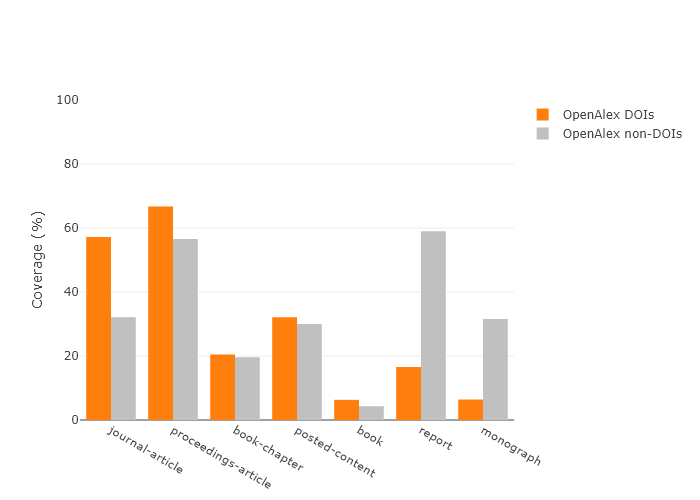 100
80
60
40
20
0
Coverage (%)
journal-article
proceedings-article
book-chapter
posted-content
book
report
monograph
OpenAlex DOIs
OpenAlex non-DOIs